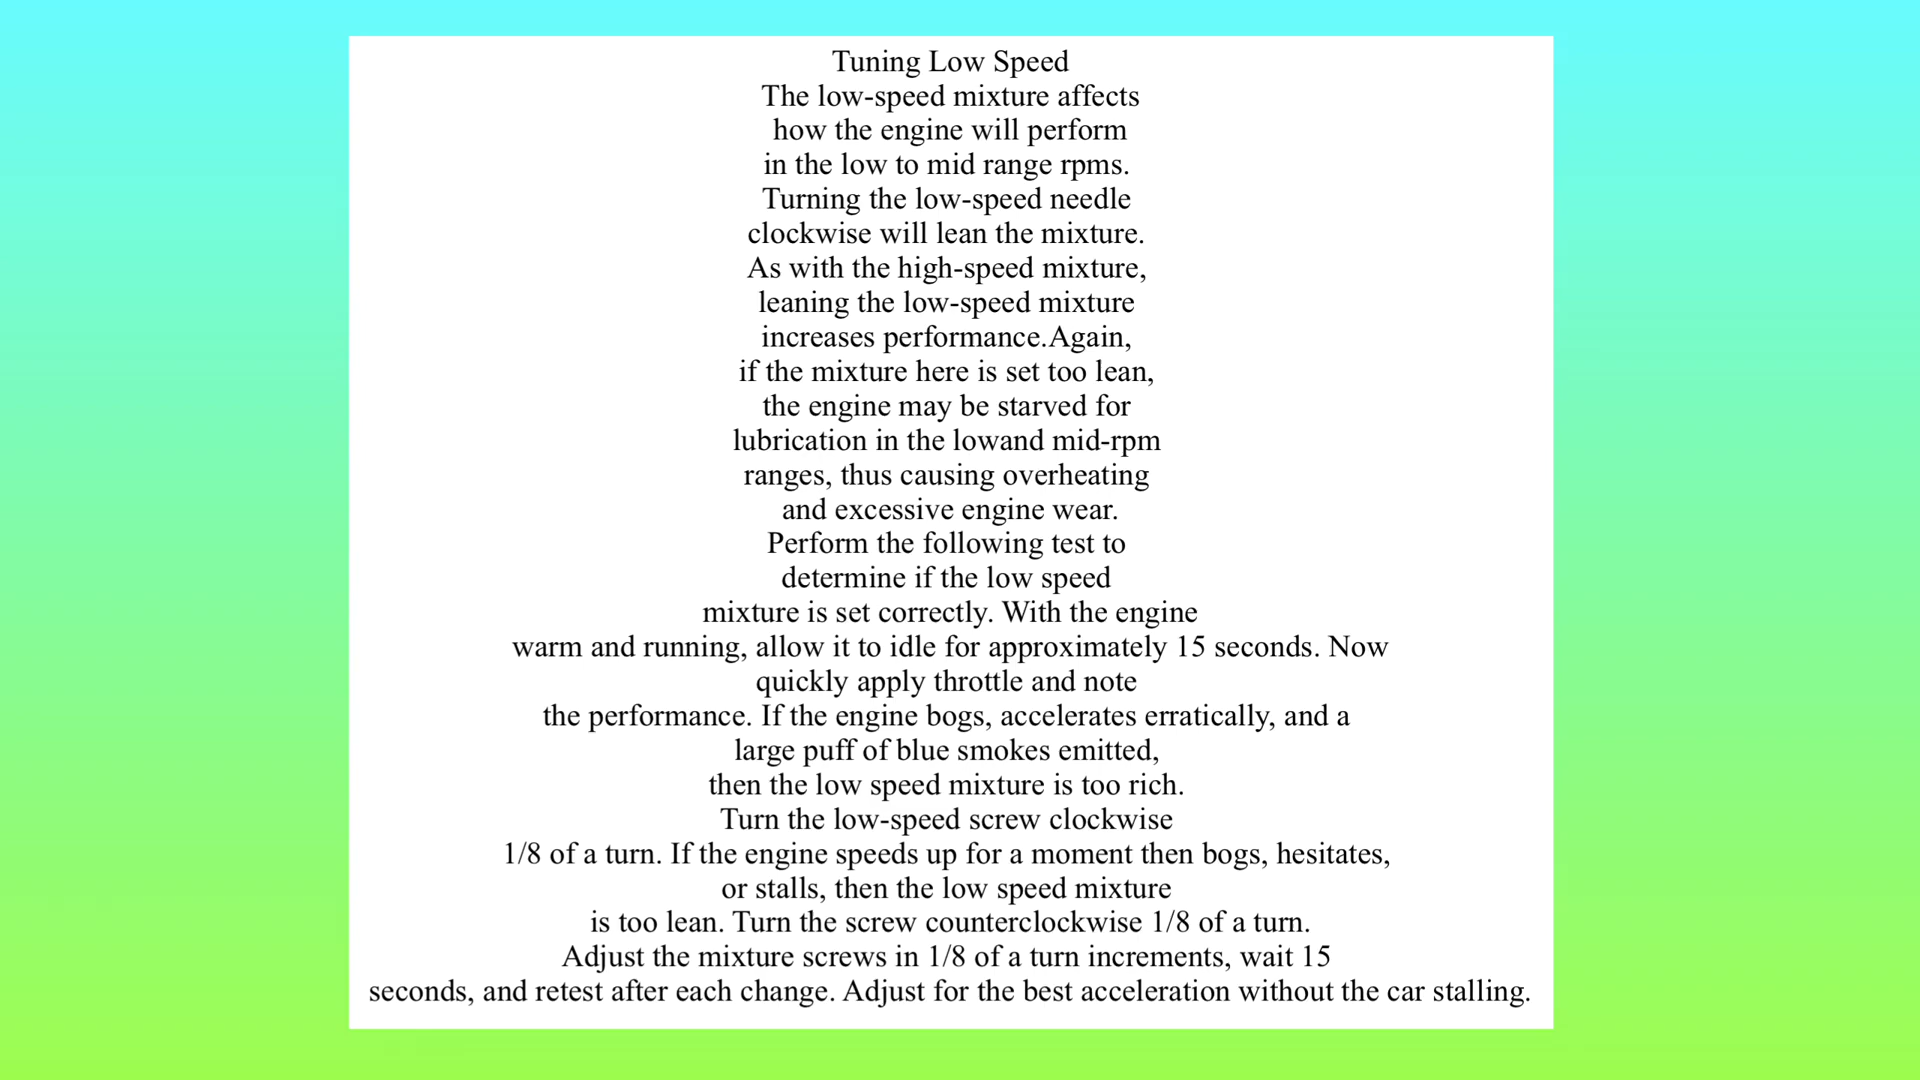 Tuning Low Speed
The low-speed mixture affects
how the engine will perform
in the low to mid range rpms.
Turning the low-speed needle
clockwise will lean the mixture.
As with the high-speed mixture,
leaning the low-speed mixture
increases performance.Again,
if the mixture here is set too lean,
the engine may be starved for
lubrication in the lowand mid-rpm
ranges, thus causing overheating
and excessive engine wear.
Perform the following test to
determine if the low speed
mixture is set correctly. With the engine
warm and running, allow it to idle for approximately 15 seconds. Now
quickly apply throttle and note
the performance. If the engine bogs, accelerates erratically, and a
large puff of blue smokes emitted,
then the low speed mixture is too rich.
Turn the low-speed screw clockwise
1/8 of a turn. If the engine speeds up for a moment then bogs, hesitates,
or stalls, then the low speed mixture
is too lean. Turn the screw counterclockwise 1/8 of a turn.
Adjust the mixture screws in 1/8 of a turn increments, wait 15
seconds, and retest after each change. Adjust for the best acceleration without the car stalling.